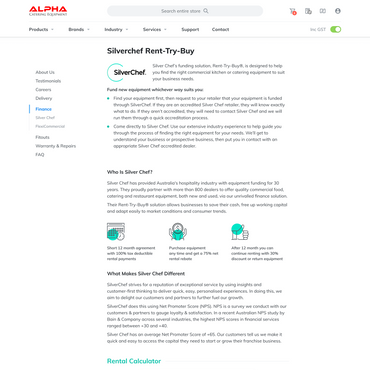 ALPHA
CATERING EQUIPMENT
Search entire store
Products
Brands
Industry
Services
Support
Contact
Inc GST
Silverchef Rent-Try-Buy
About Us
Testimonials
Careers
Delivery
Finance
Silver Chef
FlexiCommercial
Fitouts
Warranty & Repairs
FAQ
SilverChef.
Silver Chef's funding solution, Rent-Try-Buy®, is designed to help
you find the right commercial kitchen or catering equipment to suit
your business needs.
Fund new equipment whichever way suits you:
Find your equipment first, then request to your retailer that your equipment is funded
through SilverChef. If they are an accredited Silver Chef retailer, they will know exactly
what to do. If they aren't accredited, they will need to contact Silver Chef and we will
run them through a quick accreditation process.
Come directly to Silver Chef. Use our extensive industry experience to help guide you
through the process of finding the right equipment for your needs. We'll get to
understand your business or prospective business, then put you in contact with an
appropriate Silver Chef accredited dealer.
Who Is Silver Chef?
Silver Chef has provided Australia's hospitality industry with equipment funding for 30
years. They proudly partner with more than 800 dealers to offer quality commercial food,
catering and restaurant equipment, both new and used, via our unrivalled finance solution.
Their Rent-Try-Buy® solution allows businesses to save their cash, free up working capital
and adapt easily to market conditions and consumer trends.
Short 12 month agreement
with 100% tax deductible
rental payments
Purchase equipment
any time and get a 75% net
rental rebate
After 12 month you can
continue renting with 30%
discount or return equipment
What Makes Silver Chef Different
SilverChef strives for a reputation of exceptional service by using insights and
customer-first thinking to deliver quick, easy, personalised experiences. In doing this, we
aim to delight our customers and partners to further fuel our growth.
SilverChef does this using Net Promoter Score (NPS). NPS is a survey we conduct with our
customers & partners to gauge loyalty & satisfaction. In a recent Australian NPS study by
Bain & Company across several industries, the highest NPS scores in financial services
ranged between +30 and +40.
Silver Chef has an average Net Promoter Score of +65. Our customers tell us we make it
quick and easy to access the capital they need to start or grow their franchise business.
Rental Calculator